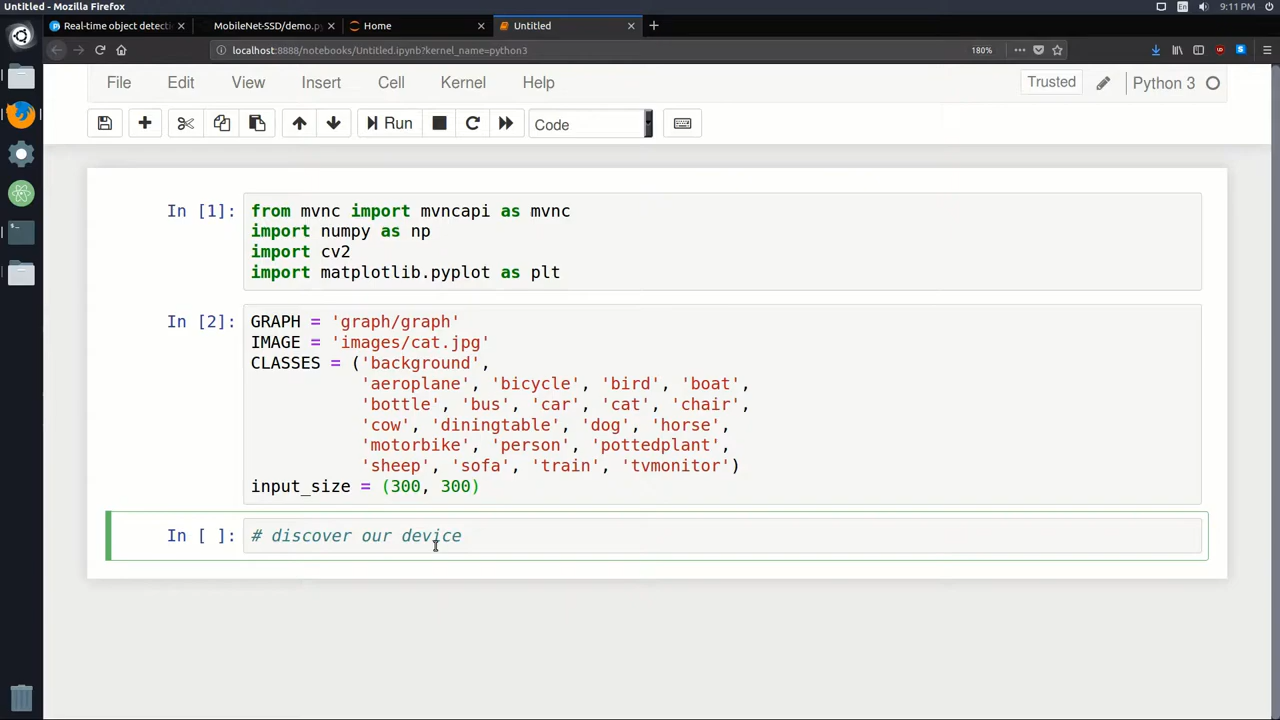 Untitled - Mozilla Firefox
En
9:11 PM
Real-time object detecti
MobileNet-SSD/demo.py
Home
Untitled
localhost:8888/notebooks/Untitled.ipynb?kernel_name=python3
180%
File Edit View Insert Cell Kernel Help
Trusted
Python 3
Run
Code
In [1]:
from mvnc import mvncapi as mvnc
import numpy as np
import cv2
import matplotlib.pyplot as plt
In [2]:
GRAPH = 'graph/graph'
IMAGE = 'images/cat.jpg'
CLASSES = ('background',
'aeroplane', 'bicycle', 'bird', 'boat',
'bottle', 'bus', 'car', 'cat', 'chair',
'cow', 'diningtable', 'dog', 'horse',
'motorbike', 'person', 'pottedplant',
'sheep', 'sofa', 'train', 'tvmonitor')
input_size = (300, 300)
In [ ]:
# discover our device